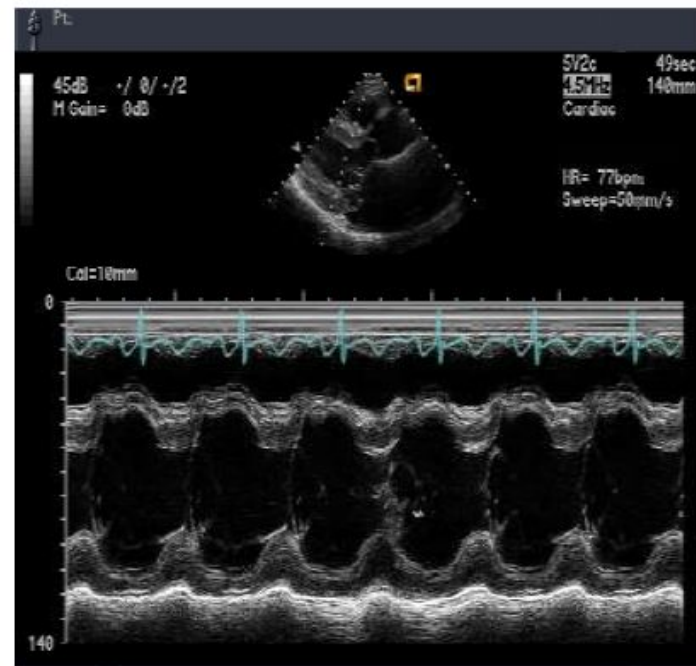 Pt.
45dB -/ 0/ -/2
M Gain= 0dB
SV2c 49sec
4.5MHz 140mm
Cardiac
HR= 77bpm
Sweep=50mm/s
Cal=10mm
0
140